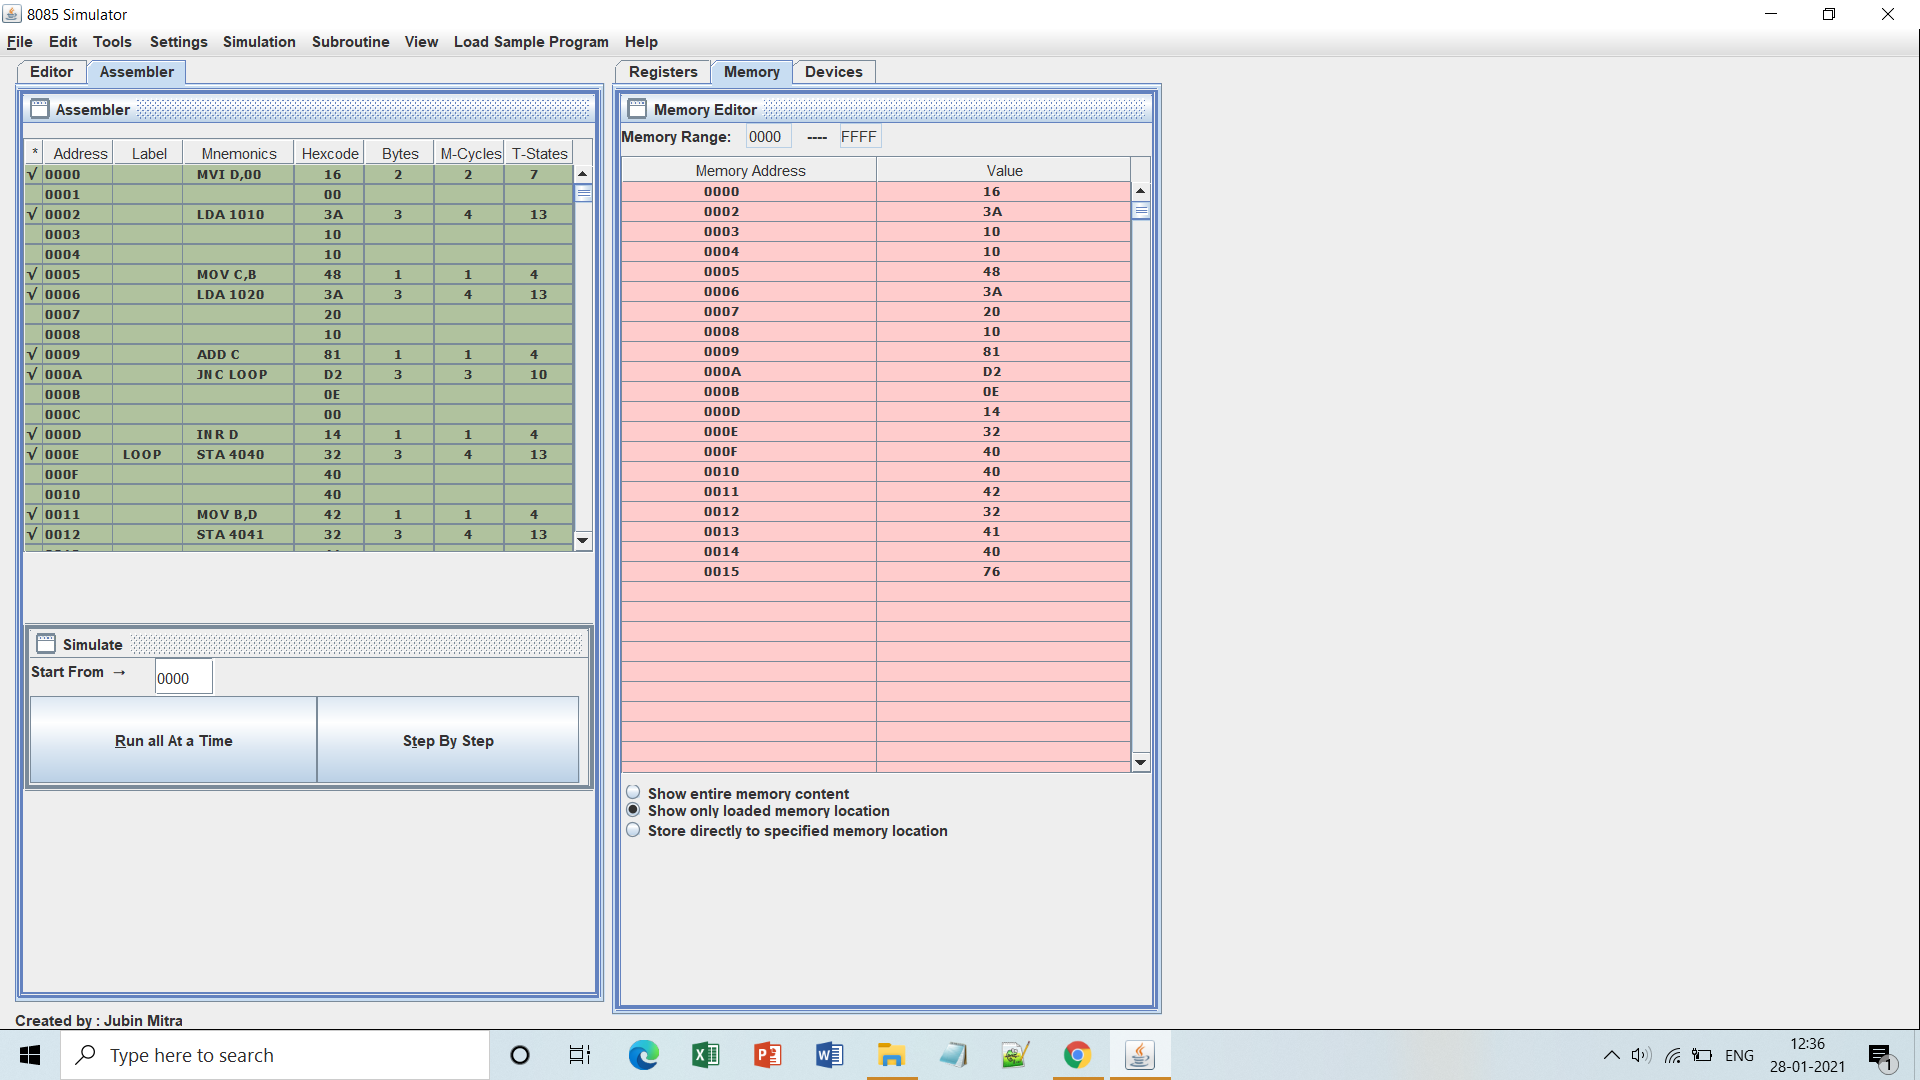 8085 Simulator
File Edit Tools Settings Simulation Subroutine View Load Sample Program Help
Editor Assembler
Assembler
* Address Label Mnemonics Hexcode Bytes M-Cycles T-States
√ 0000 MVI D,00 16 2 2 7
0001 00
√ 0002 LDA 1010 3A 3 4 13
0003 10
0004 10
√ 0005 MOV C,B 48 1 1 4
√ 0006 LDA 1020 3A 3 4 13
0007 20
0008 10
√ 0009 ADD C 81 1 1 4
√ 000A JNC LOOP D2 3 3 10
000B 0E
000C 00
√ 000D INR D 14 1 1 4
√ 000E LOOP STA 4040 32 3 4 13
000F 40
0010 40
√ 0011 MOV B,D 42 1 1 4
√ 0012 STA 4041 32 3 4 13
Simulate
Start From → 0000
Run all At a Time Step By Step
Registers Memory Devices
Memory Editor
Memory Range: 0000 ---- FFFF
Memory Address Value
0000 16
0002 3A
0003 10
0004 10
0005 48
0006 3A
0007 20
0008 10
0009 81
000A D2
000B 0E
000D 14
000E 32
000F 40
0010 40
0011 42
0012 32
0013 41
0014 40
0015 76
Show entire memory content
Show only loaded memory location
Store directly to specified memory location
Created by : Jubin Mitra
Type here to search
ENG
12:36
28-01-2021
1